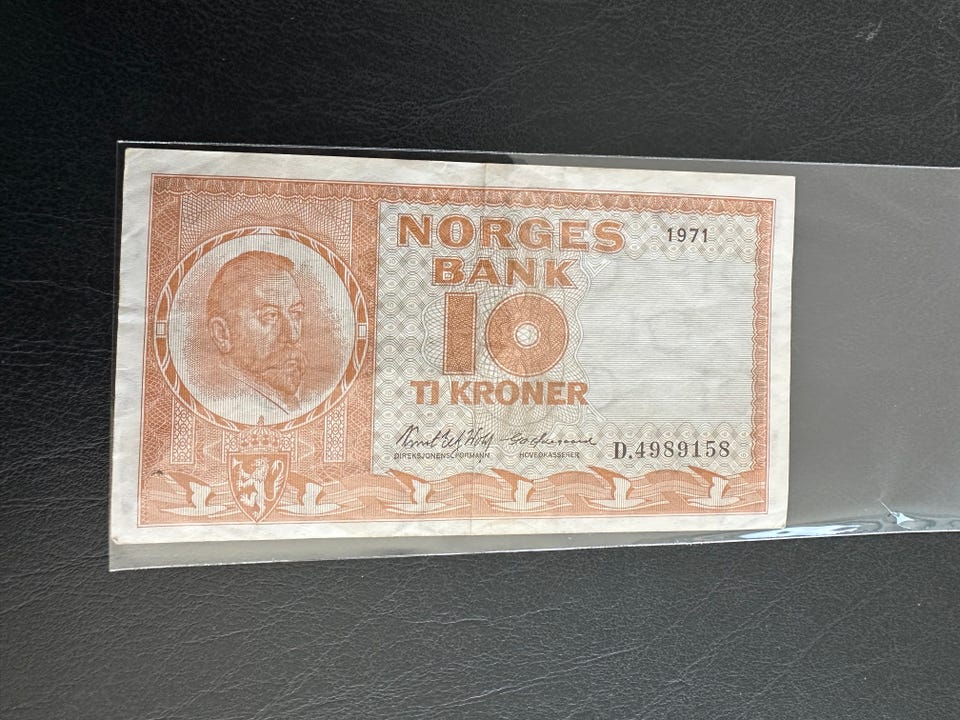 NORGES
1971
BANK
10
TI KRONER
DIREKSJONENS FORMANN HOVEDKASSERER
D.4989158